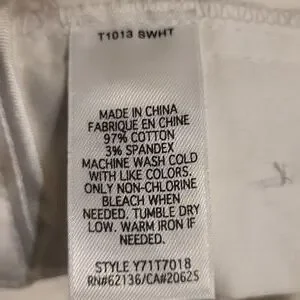 T1013 SWHT
MADE IN CHINA
FABRIQUE EN CHINE
97% COTTON
3% SPANDEX
MACHINE WASH COLD
WITH LIKE COLORS.
ONLY NON-CHLORINE
BLEACH WHEN
NEEDED. TUMBLE DRY
LOW. WARM IRON IF
NEEDED.
STYLE Y71T7018
RN#62136/CA#20625